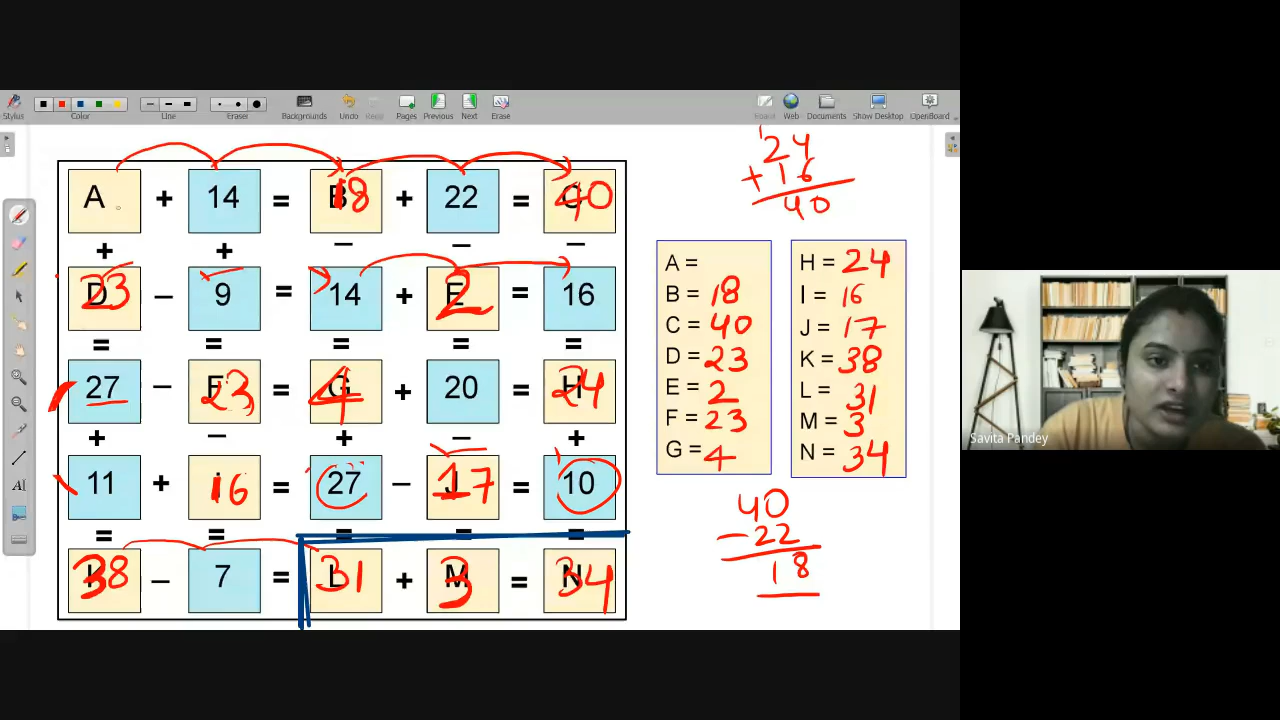 Stylus
Color
Line
Eraser
Backgrounds
Undo
Redo
Pages
Previous
Next
Erase
Board
Web
Documents
Show Desktop
OpenBoard
1
24
+ 16
40
A + 14 = B 18 + 22 = C 40
+ + – – –
D 23 – 9 = 14 + E 2 = 16
= = = = =
27 – F 23 = G 4 + 20 = H 24
+ – + – +
11 + 16 = 27 – J 17 = 10
= = = = =
38 – 7 = L 31 + M 3 = N 34
A =
B = 18
C = 40
D = 23
E = 2
F = 23
G = 4
H = 24
I = 16
J = 17
K = 38
L = 31
M = 3
N = 34
40
– 22
18
Savita Pandey